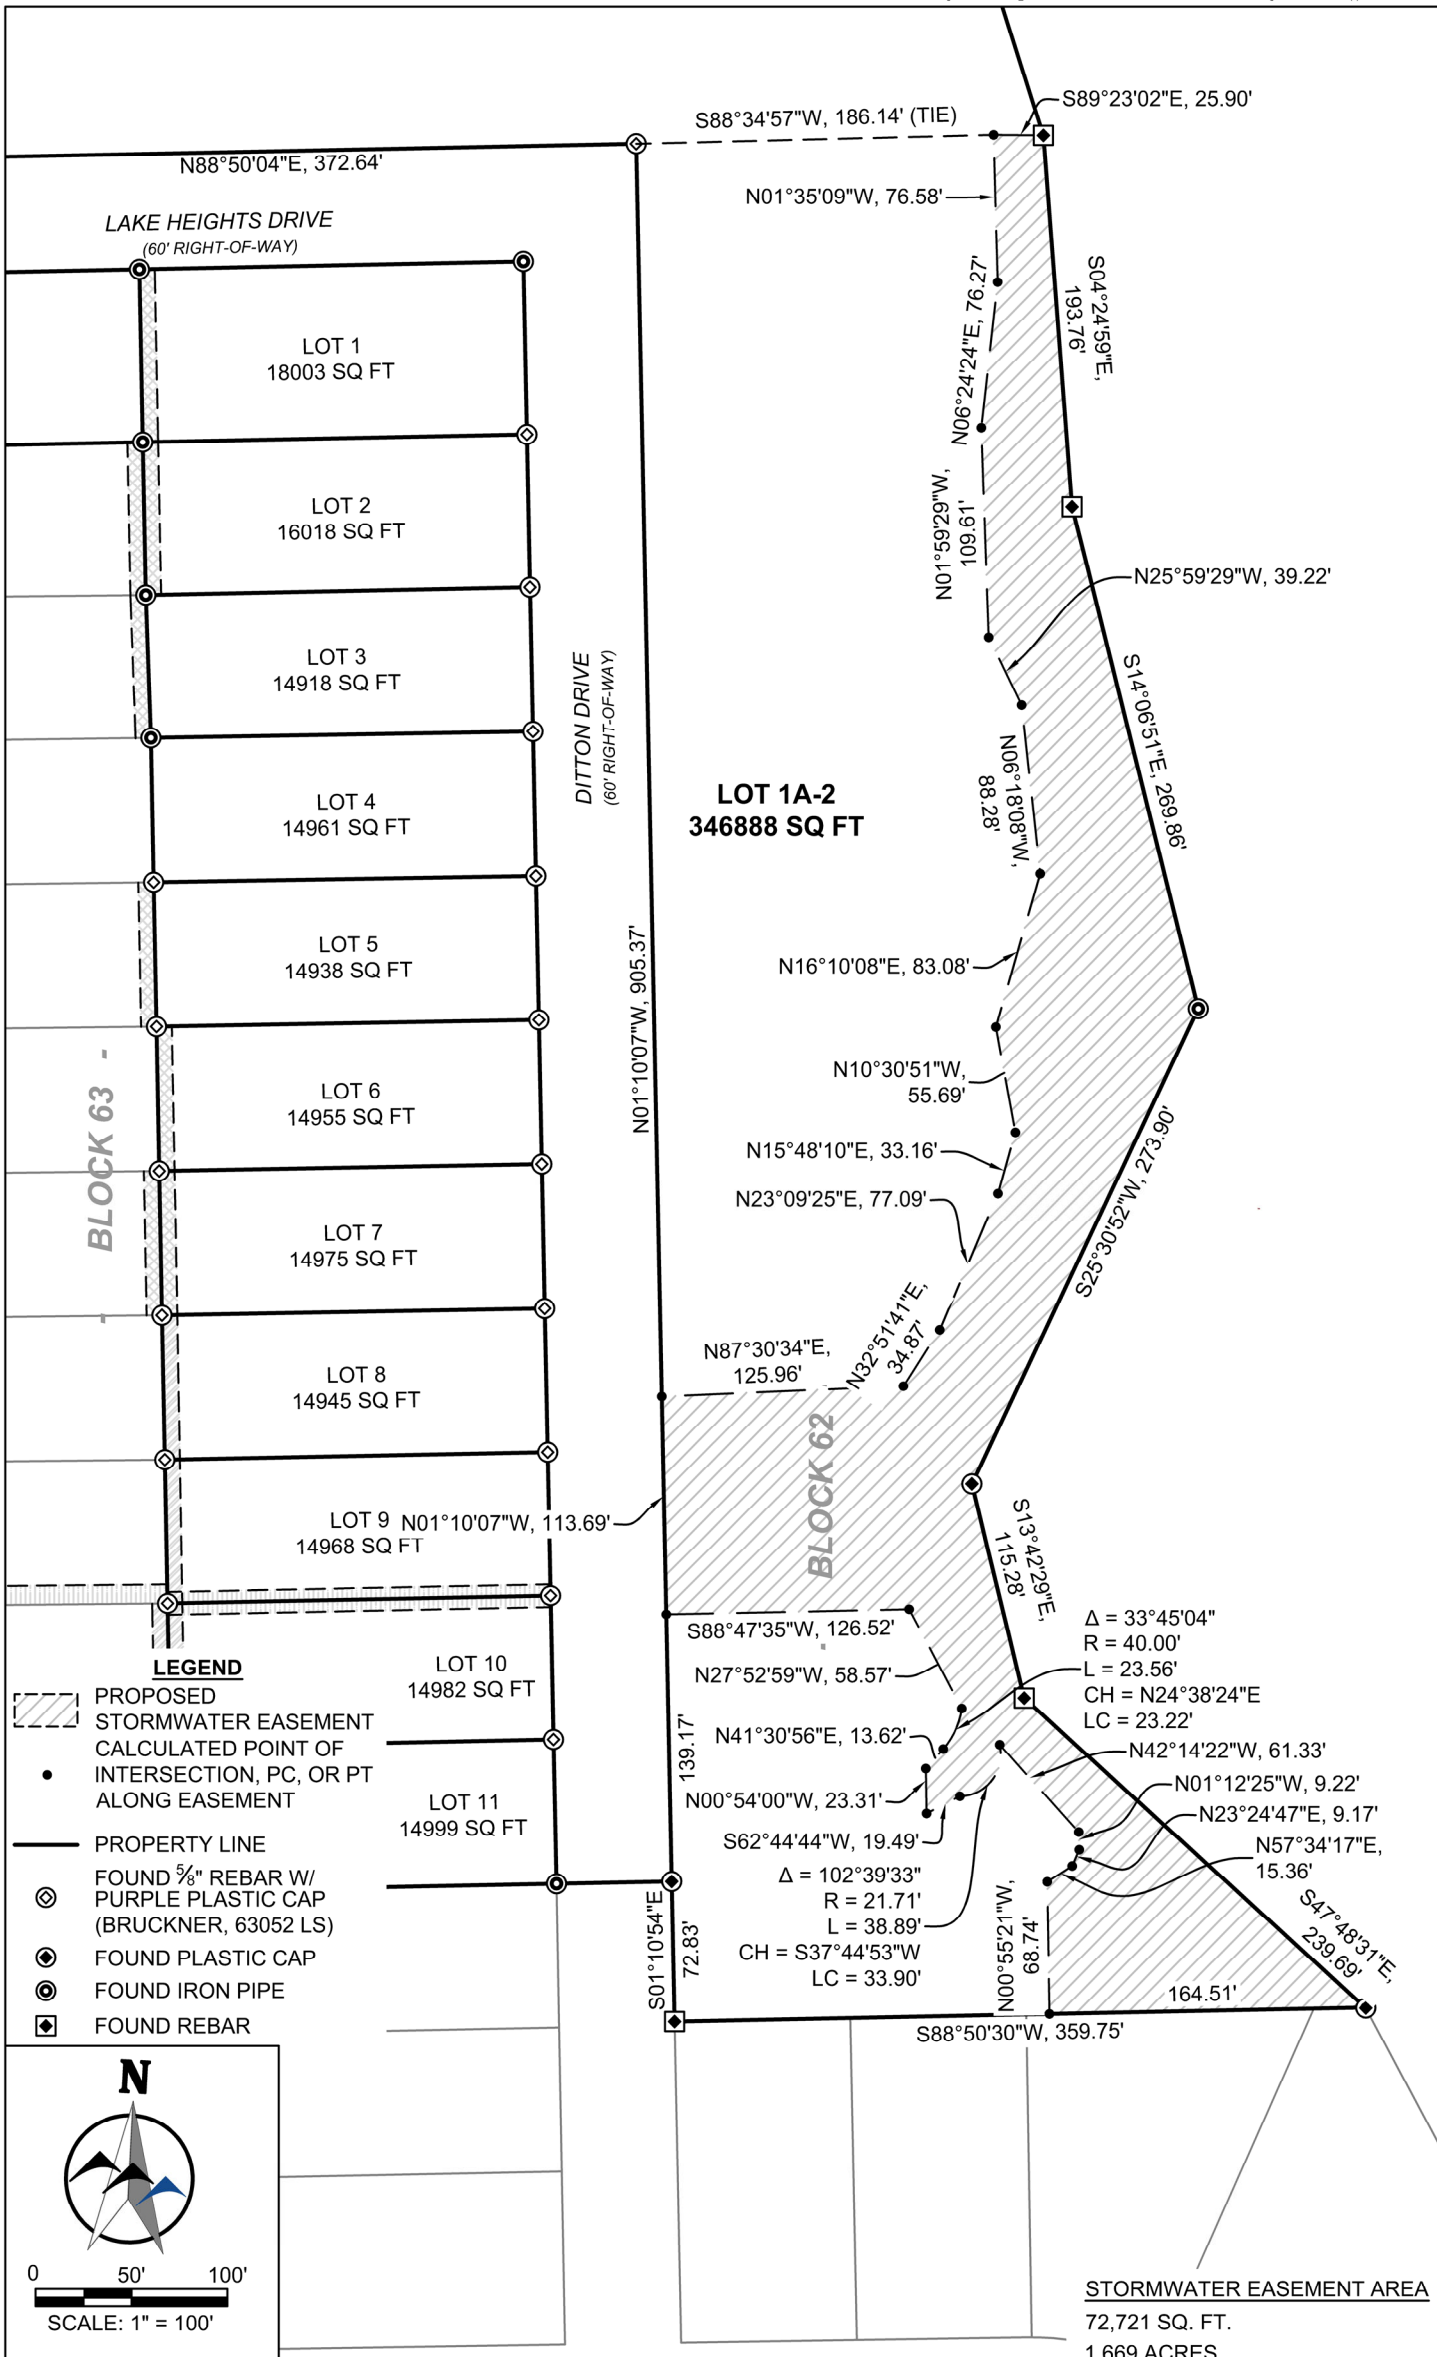 S89°23'02"E, 25.90'
S88°34'57"W, 186.14' (TIE)
N88°50'04"E, 372.64'
N01°35'09"W, 76.58'
LAKE HEIGHTS DRIVE
(60' RIGHT-OF-WAY)
N06°24'24"E, 76.27'
S04°24'59"E,
193.76'
LOT 1
18003 SQ FT
LOT 2
16018 SQ FT
N01°59'29"W,
109.61'
N25°59'29"W, 39.22'
LOT 3
14918 SQ FT
DITTON DRIVE
(60' RIGHT-OF-WAY)
S14°06'51"E, 269.86'
N06°18'08"W,
88.28'
LOT 1A-2
346888 SQ FT
LOT 4
14961 SQ FT
LOT 5
14938 SQ FT
N01°10'07"W, 905.37'
N16°10'08"E, 83.08'
N10°30'51"W,
55.69'
BLOCK 63
LOT 6
14955 SQ FT
N15°48'10"E, 33.16'
N23°09'25"E, 77.09'
S25°30'52"W, 273.90'
LOT 7
14975 SQ FT
N32°51'41"E,
34.87'
N87°30'34"E,
125.96'
LOT 8
14945 SQ FT
BLOCK 62
LOT 9
14968 SQ FT
N01°10'07"W, 113.69'
S13°42'29"E,
115.28'
S88°47'35"W, 126.52'
N27°52'59"W, 58.57'
Δ = 33°45'04"
R = 40.00'
L = 23.56'
CH = N24°38'24"E
LC = 23.22'
LOT 10
14982 SQ FT
139.17'
N41°30'56"E, 13.62'
N42°14'22"W, 61.33'
N01°12'25"W, 9.22'
N00°54'00"W, 23.31'
N23°24'47"E, 9.17'
LOT 11
14999 SQ FT
S62°44'44"W, 19.49'
N57°34'17"E,
15.36'
Δ = 102°39'33"
R = 21.71'
L = 38.89'
CH = S37°44'53"W
LC = 33.90'
S01°10'54"E
72.83'
N00°55'21"W,
68.74'
S47°48'31"E,
239.69'
164.51'
S88°50'30"W, 359.75'
LEGEND
PROPOSED
STORMWATER EASEMENT
CALCULATED POINT OF
INTERSECTION, PC, OR PT
ALONG EASEMENT
PROPERTY LINE
FOUND ⅝" REBAR W/
PURPLE PLASTIC CAP
(BRUCKNER, 63052 LS)
FOUND PLASTIC CAP
FOUND IRON PIPE
FOUND REBAR
N
0 50' 100'
SCALE: 1" = 100'
STORMWATER EASEMENT AREA
72,721 SQ. FT.
1.669 ACRES